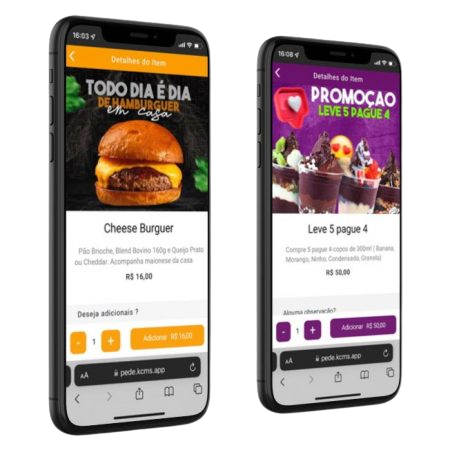 16:03
Detalhes do Item
TODO DIA É DIA
DE HAMBURGUER
em casa
Cheese Burguer
Pão Brioche, Blend Bovino 160g e Queijo Prato
ou Cheddar. Acompanha maionese da casa
R$ 16,00
Deseja adicionais ?
- 1 + Adicionar R$ 16,00
AA pede.kcms.app
16:08
Detalhes do Item
PROMOÇAO
LEVE 5 PAGUE 4
Leve 5 pague 4
Compre 5 pague 4 copos de 200ml ( Banana,
Morango, Ninho, Condensado, Granola)
R$ 50,00
Alguma observação?
- 1 + Adicionar R$ 50,00
AA pede.kcms.app